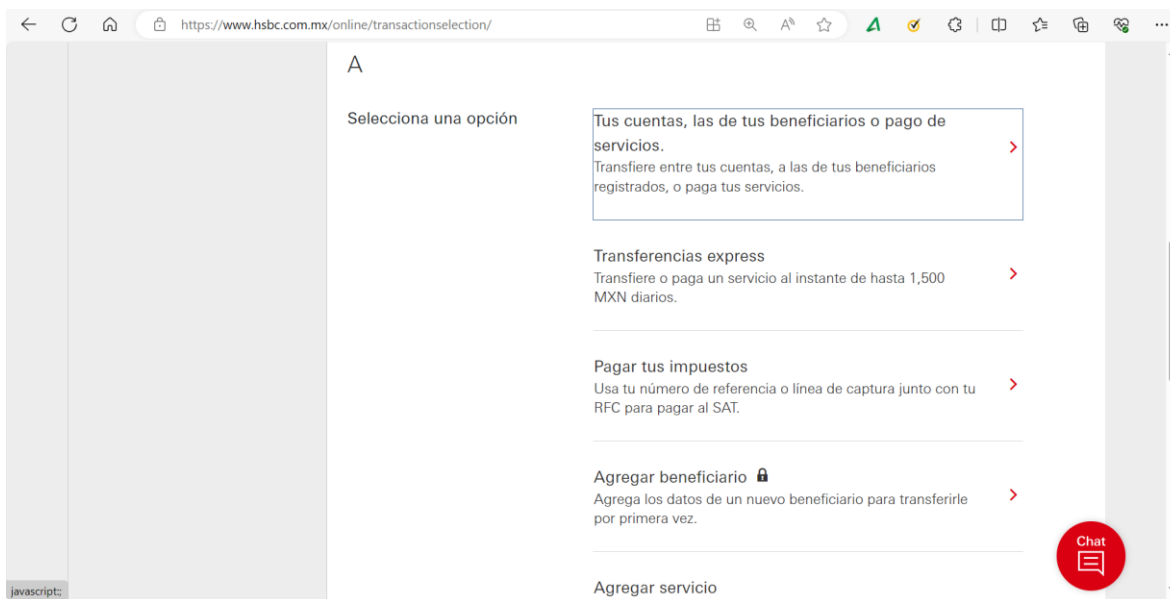 https://www.hsbc.com.mx/online/transactionselection/
A
Selecciona una opción
Tus cuentas, las de tus beneficiarios o pago de
servicios.
Transfiere entre tus cuentas, a las de tus beneficiarios
registrados, o paga tus servicios.
Transferencias express
Transfiere o paga un servicio al instante de hasta 1,500
MXN diarios.
Pagar tus impuestos
Usa tu número de referencia o línea de captura junto con tu
RFC para pagar al SAT.
Agregar beneficiario
Agrega los datos de un nuevo beneficiario para transferirle
por primera vez.
Chat
Agregar servicio
javascript:;